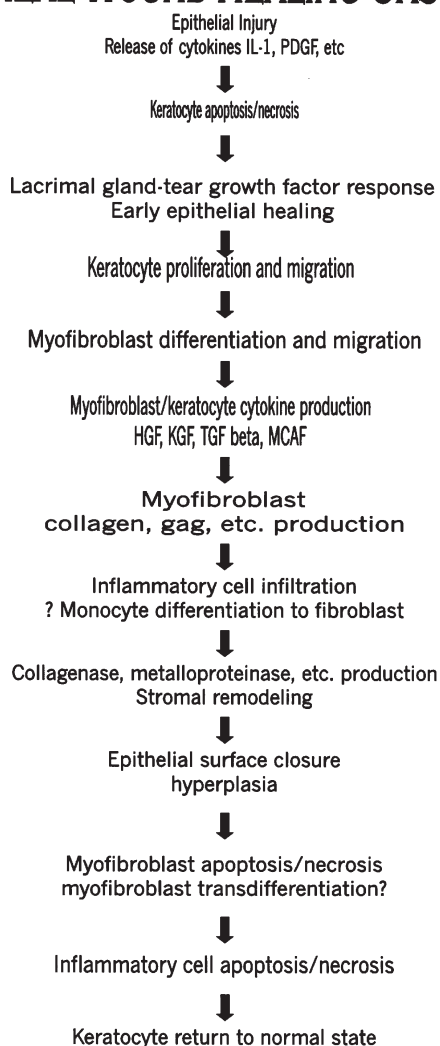 Epithelial Injury
Release of cytokines IL-1, PDGF, etc
Keratocyte apoptosis/necrosis
Lacrimal gland-tear growth factor response
Early epithelial healing
Keratocyte proliferation and migration
Myofibroblast differentiation and migration
Myofibroblast/keratocyte cytokine production
HGF, KGF, TGF beta, MCAF
Myofibroblast
collagen, gag, etc. production
Inflammatory cell infiltration
? Monocyte differentiation to fibroblast
Collagenase, metalloproteinase, etc. production
Stromal remodeling
Epithelial surface closure
hyperplasia
Myofibroblast apoptosis/necrosis
myofibroblast transdifferentiation?
Inflammatory cell apoptosis/necrosis
Keratocyte return to normal state